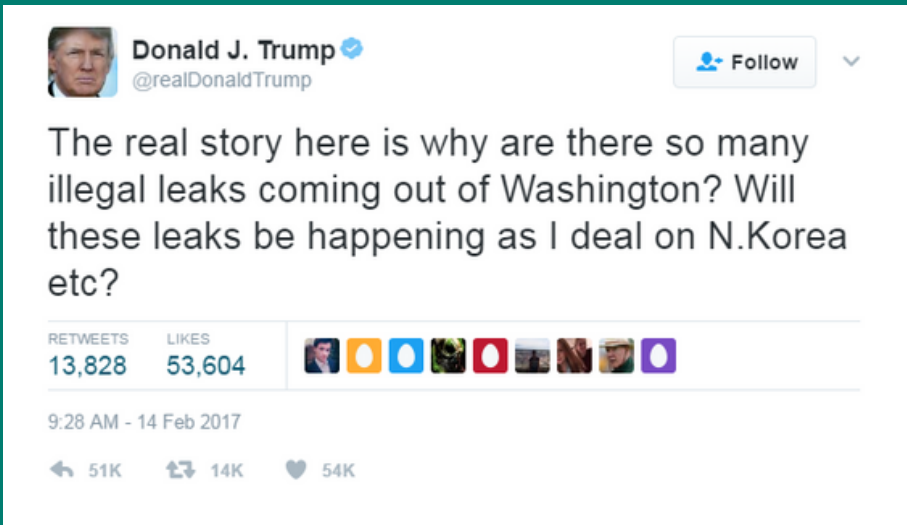 Donald J. Trump
@realDonaldTrump
Follow
The real story here is why are there so many
illegal leaks coming out of Washington? Will
these leaks be happening as I deal on N.Korea
etc?
RETWEETS LIKES
13,828 53,604
9:28 AM - 14 Feb 2017
51K 14K 54K